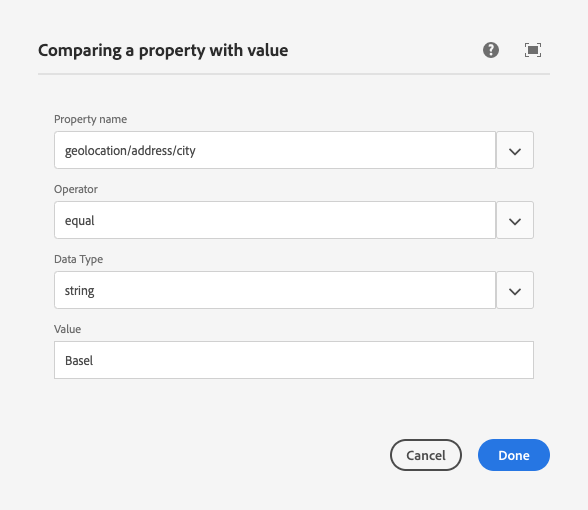 Comparing a property with value
Property name
geolocation/address/city
Operator
equal
Data Type
string
Value
Basel
Cancel
Done